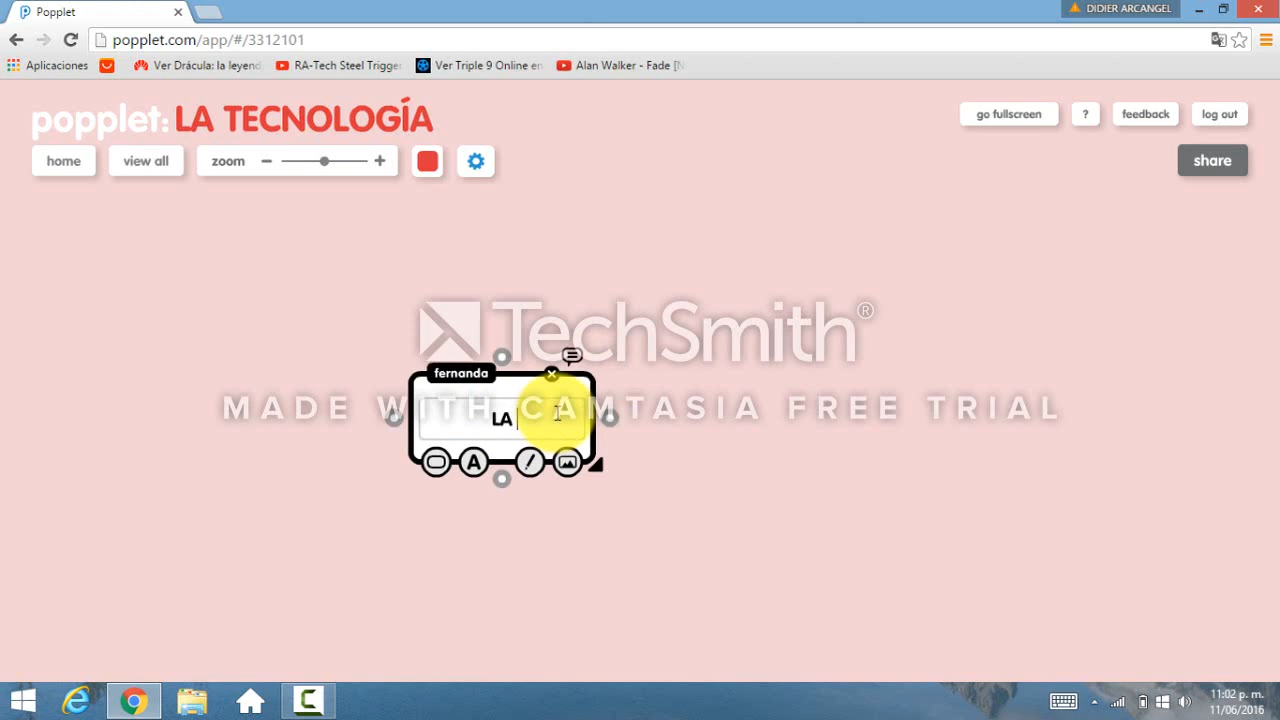 Popplet
DIDIER ARCANGEL
popplet.com/app/#/3312101
Aplicaciones
Ver Drácula: la leyend
RA-Tech Steel Trigger
Ver Triple 9 Online en
Alan Walker - Fade [N
popplet: LA TECNOLOGÍA
go fullscreen
?
feedback
log out
home
view all
zoom
share
TechSmith®
fernanda
MADE WITH CAMTASIA FREE TRIAL
LA
A
11:02 p. m.
11/06/2016